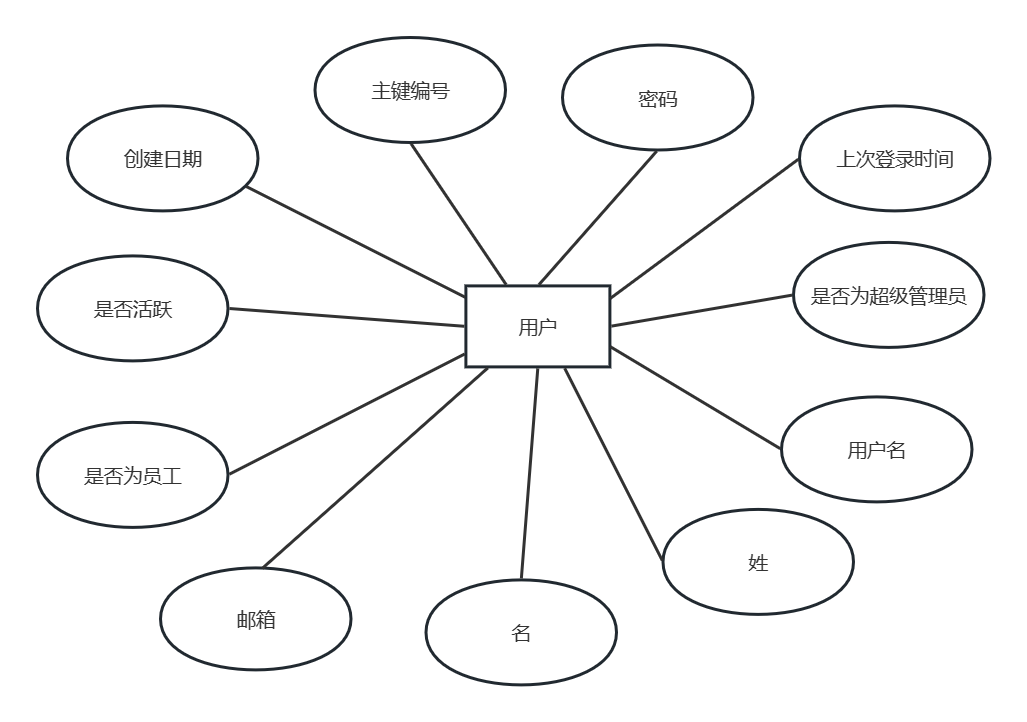 主键编号
密码
创建日期
上次登录时间
是否活跃
是否为超级管理员
用户
是否为员工
用户名
邮箱
名
姓